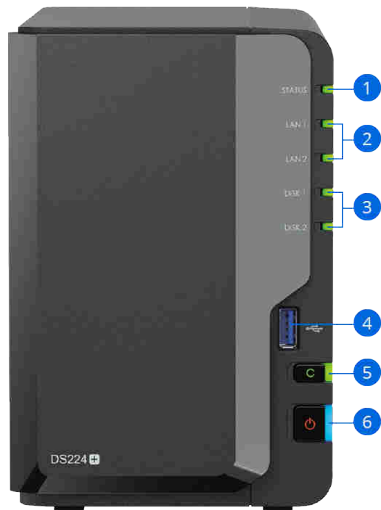 STATUS
1
LAN 1
2
LAN 2
DISK 1
3
DISK 2
4
C
5
6
DS224+